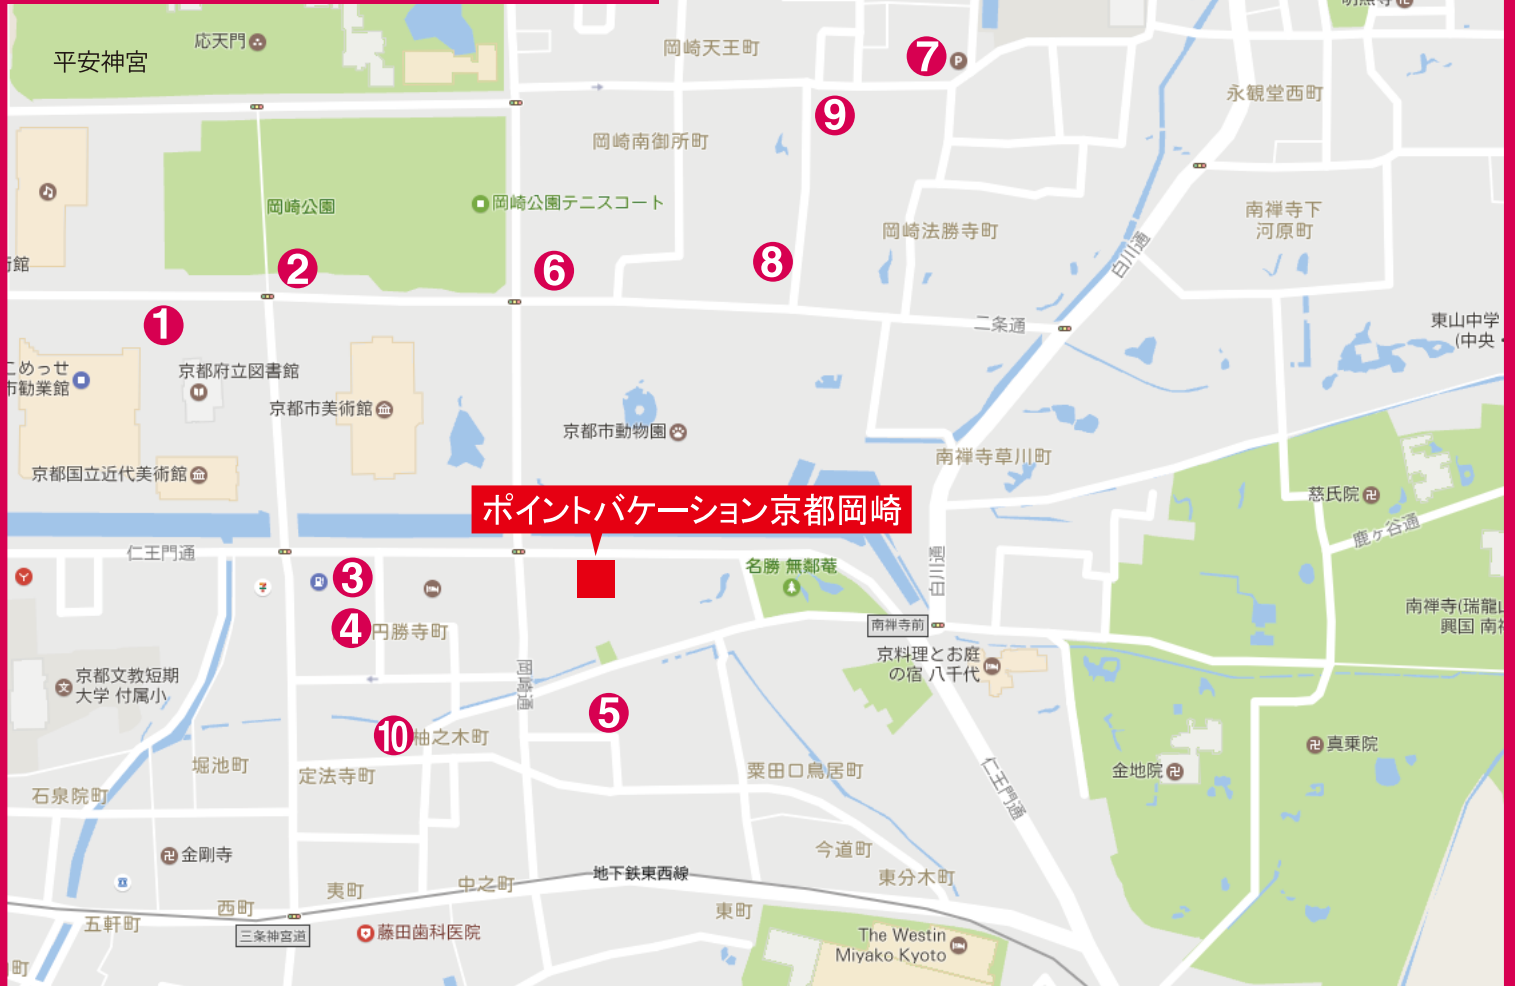 応天門
平安神宮
岡崎天王町
7
P
永観堂西町
9
岡崎南御所町
岡崎公園
岡崎公園テニスコート
岡崎法勝寺町
南禅寺下
河原町
白川通
館
2
6
8
1
二条通
東山中学
(中央・
こめっせ
市勧業館
京都府立図書館
京都市美術館
京都市動物園
南禅寺草川町
京都国立近代美術館
慈氏院
鹿ヶ谷通
ポイントバケーション京都岡崎
仁王門通
白川通
3
名勝 無鄰菴
4
円勝寺町
南禅寺前
南禅寺(瑞龍山
興国 南禅
京料理とお庭
の宿 八千代
京都文教短期
大学 付属小
岡崎通
5
10
柚之木町
堀池町
定法寺町
粟田口鳥居町
仁王門通
真乗院
金地院
石泉院町
金剛寺
今道町
地下鉄東西線
東分木町
夷町
中之町
西町
東町
五軒町
三条神宮道
藤田歯科医院
The Westin
Miyako Kyoto
町